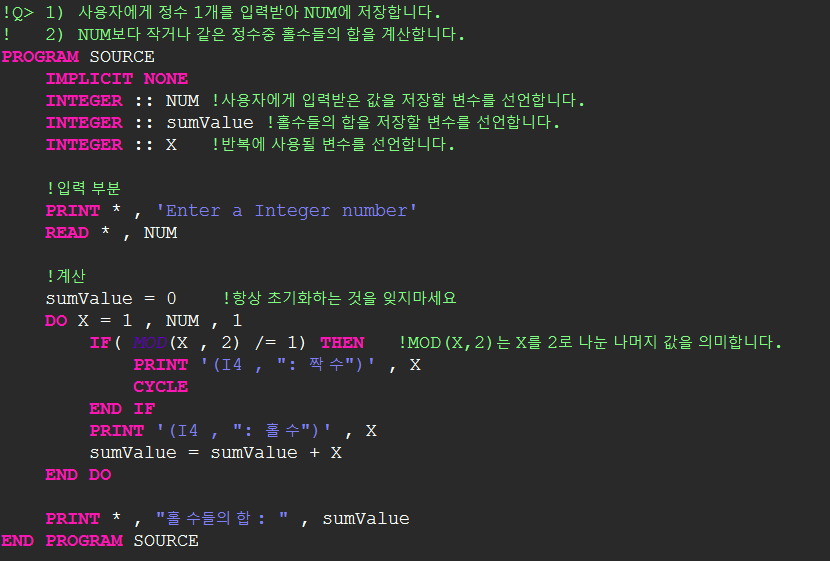 !Q> 1) 사용자에게 정수 1개를 입력받아 NUM에 저장합니다.
!   2) NUM보다 작거나 같은 정수중 홀수들의 합을 계산합니다.
PROGRAM SOURCE
    IMPLICIT NONE
    INTEGER :: NUM !사용자에게 입력받은 값을 저장할 변수를 선언합니다.
    INTEGER :: sumValue !홀수들의 합을 저장할 변수를 선언합니다.
    INTEGER :: X   !반복에 사용될 변수를 선언합니다.

    !입력 부분
    PRINT * , 'Enter a Integer number'
    READ * , NUM

    !계산
    sumValue = 0    !항상 초기화하는 것을 잊지마세요
    DO X = 1 , NUM , 1
        IF( MOD(X , 2) /= 1) THEN   !MOD(X,2)는 X를 2로 나눈 나머지 값을 의미합니다.
            PRINT '(I4 , ": 짝 수")' , X
            CYCLE
        END IF
        PRINT '(I4 , ": 홀 수")' , X
        sumValue = sumValue + X
    END DO

    PRINT * , "홀 수들의 합 : " , sumValue
END PROGRAM SOURCE